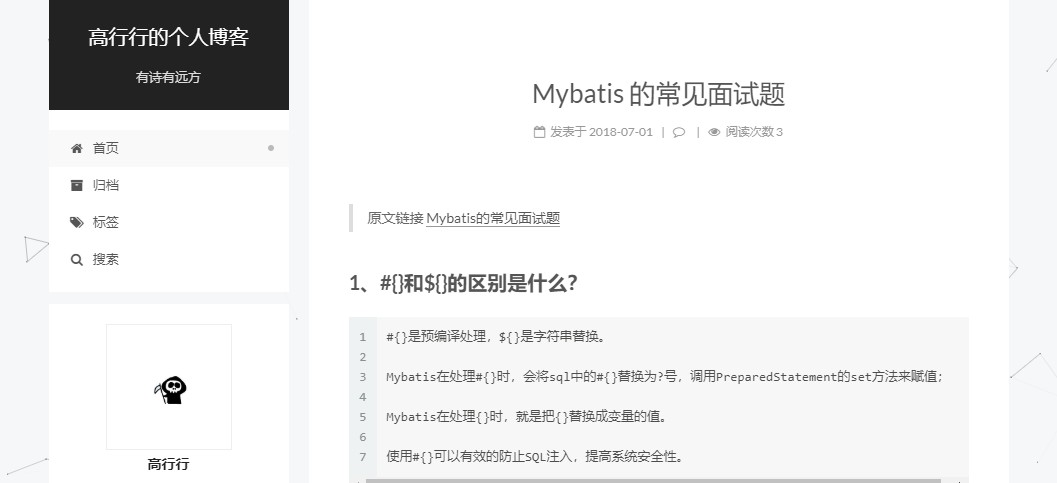 高行行的个人博客
有诗有远方
首页
归档
标签
搜索
高行行
Mybatis 的常见面试题
发表于 2018-07-01 | | 阅读次数 3
原文链接 Mybatis的常见面试题
1、#{}和${}的区别是什么?
1 #{}是预编译处理，${}是字符串替换。
2
3 Mybatis在处理#{}时，会将sql中的#{}替换为?号，调用PreparedStatement的set方法来赋值；
4
5 Mybatis在处理{}时，就是把{}替换成变量的值。
6
7 使用#{}可以有效的防止SQL注入，提高系统安全性。